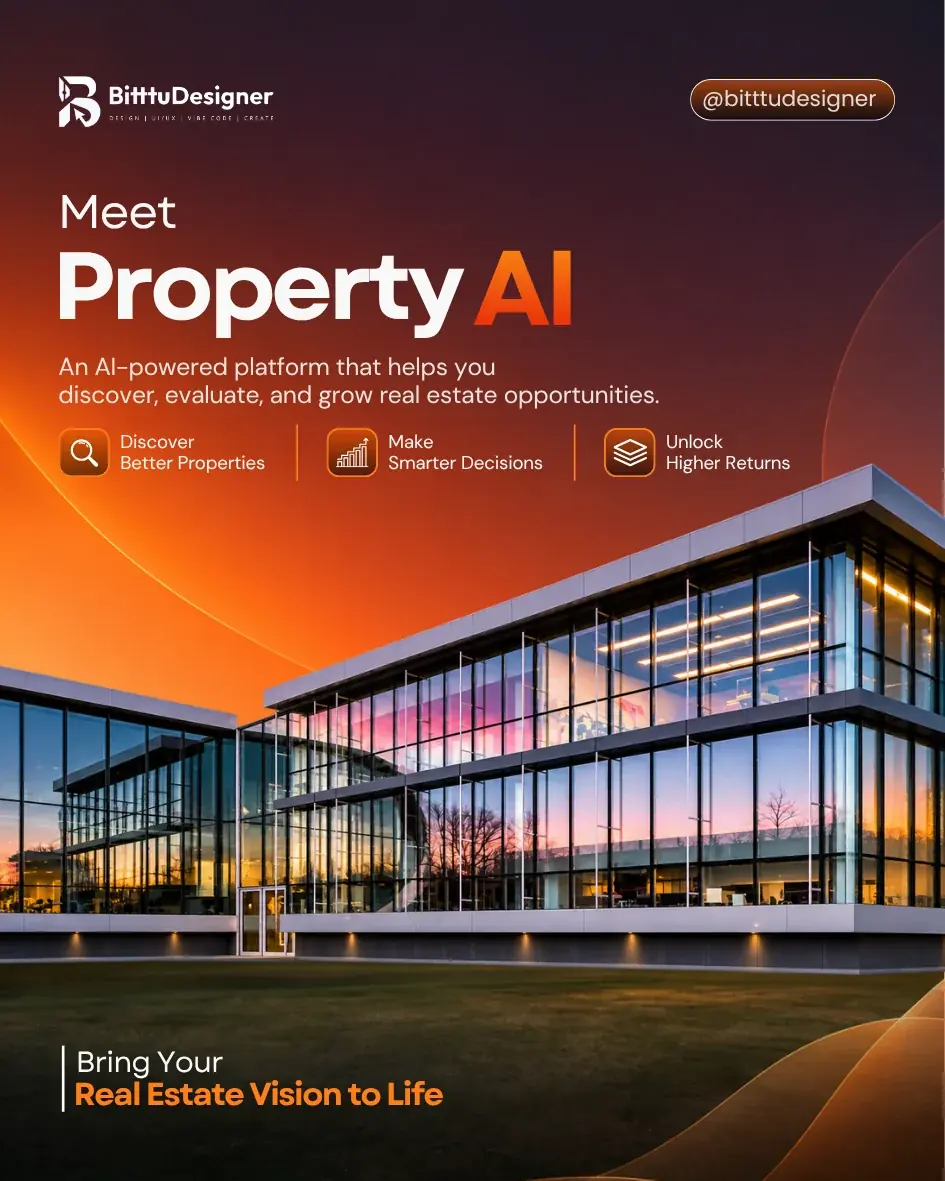 BitttuDesigner
DESIGN | UI/UX | VIBE CODE | CREATE
@bitttudesigner
Meet
Property AI
An AI-powered platform that helps you
discover, evaluate, and grow real estate opportunities.
Discover
Better Properties
Make
Smarter Decisions
Unlock
Higher Returns
Bring Your
Real Estate Vision to Life